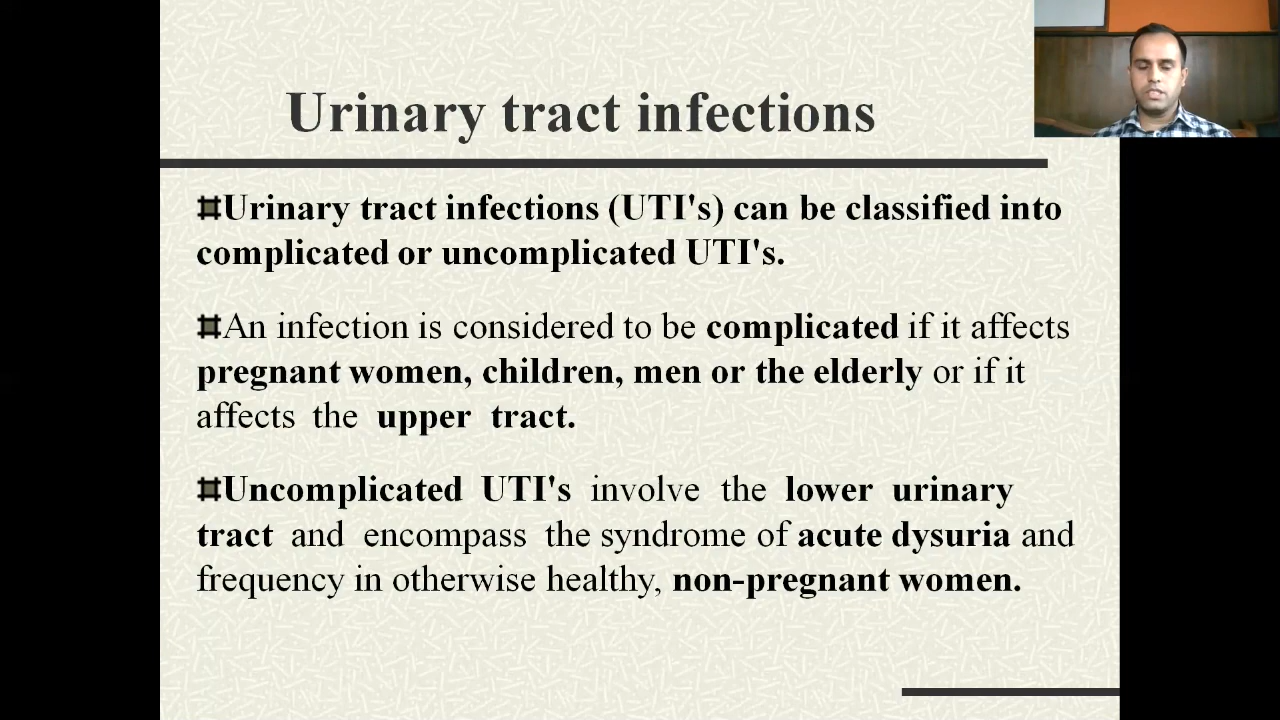 Urinary tract infections
Urinary tract infections (UTI's) can be classified into
complicated or uncomplicated UTI's.
An infection is considered to be complicated if it affects
pregnant women, children, men or the elderly or if it
affects the upper tract.
Uncomplicated UTI's involve the lower urinary
tract and encompass the syndrome of acute dysuria and
frequency in otherwise healthy, non-pregnant women.